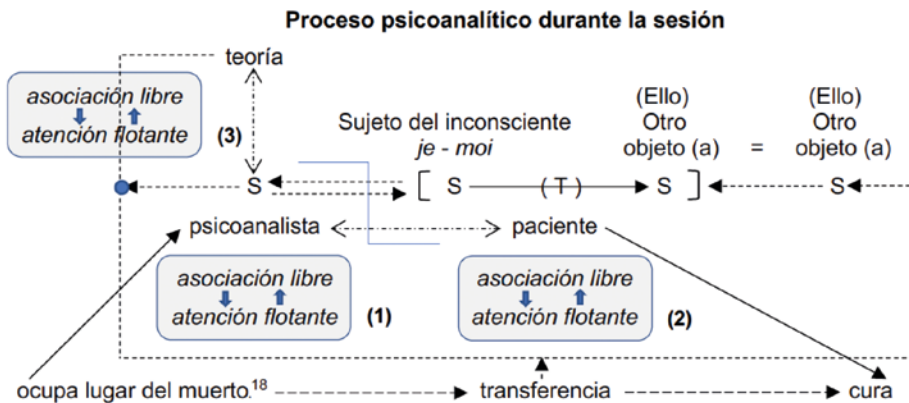 Proceso psicoanalítico durante la sesión
teoría
asociación libre
atención flotante (3)
Sujeto del inconsciente
je - moi
(Ello)
Otro
objeto (a) = 
(Ello)
Otro
objeto (a)
S [ S (T) S ] S
psicoanalista paciente
asociación libre
atención flotante (1)
asociación libre
atención flotante (2)
ocupa lugar del muerto.18 transferencia cura